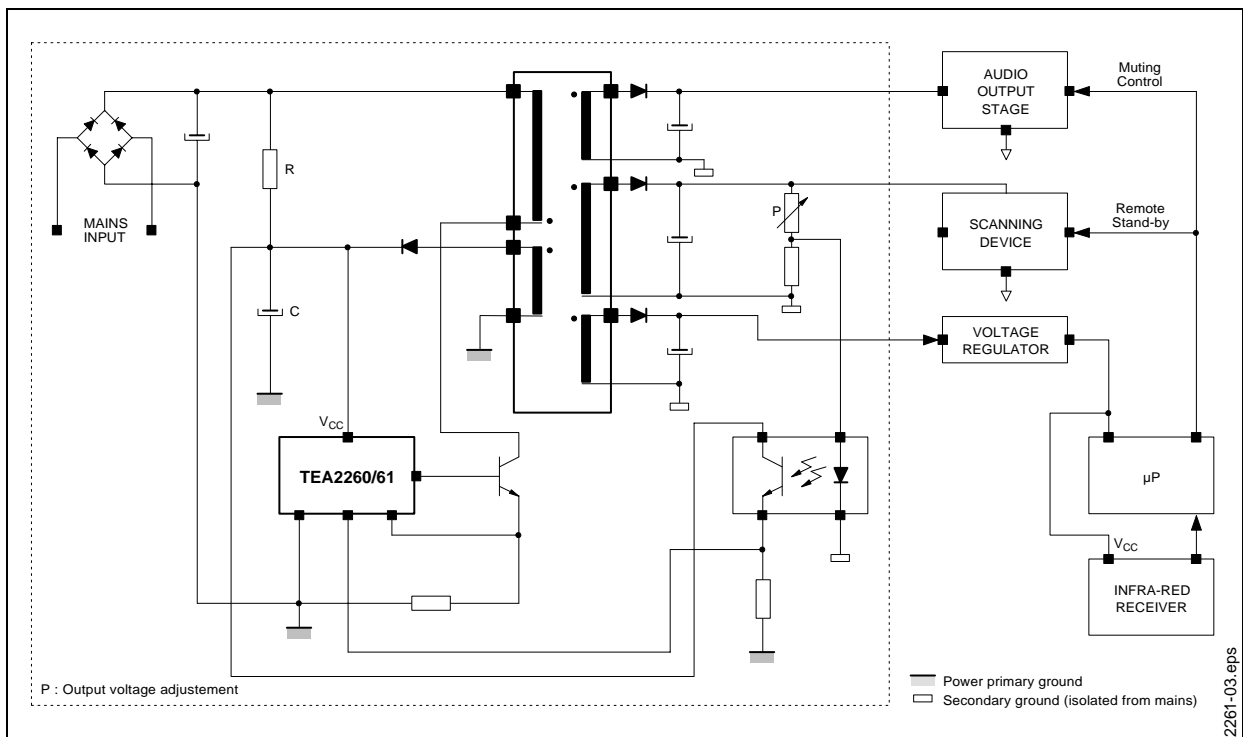 AUDIO
OUTPUT
STAGE
Muting
Control
R
MAINS
INPUT
P
SCANNING
DEVICE
Remote
Stand-by
C
VOLTAGE
REGULATOR
VCC
TEA2260/61
µP
VCC
INFRA-RED
RECEIVER
P : Output voltage adjustement
Power primary ground
Secondary ground (isolated from mains)
2261-03.eps